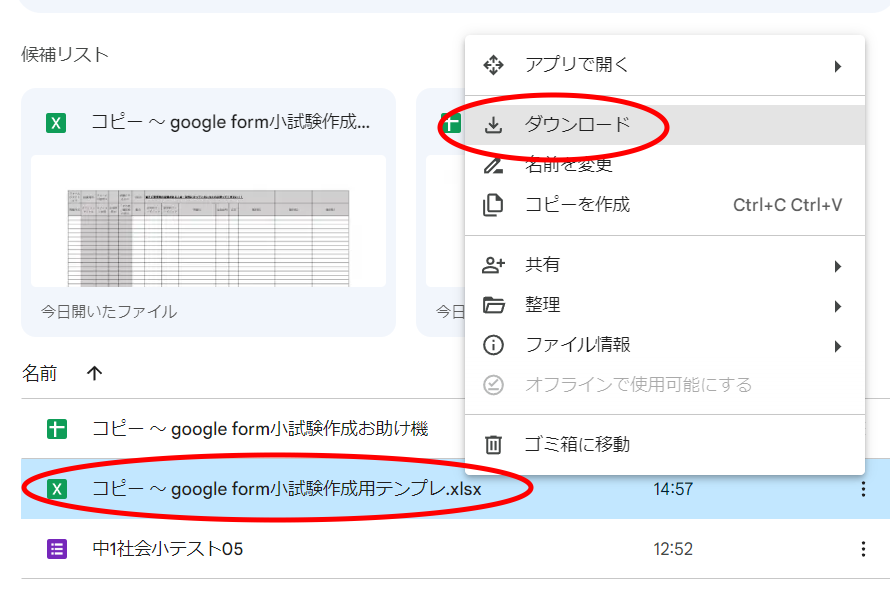 候補リスト
コピー ～ google form小試験作成...
今日開いたファイル
今日
アプリで開く
ダウンロード
名前を変更
コピーを作成 Ctrl+C Ctrl+V
共有
整理
ファイル情報
オフラインで使用可能にする
ゴミ箱に移動
名前
コピー ～ google form小試験作成お助け機
コピー ～ google form小試験作成用テンプレ.xlsx 14:57
中1社会小テスト05 12:52